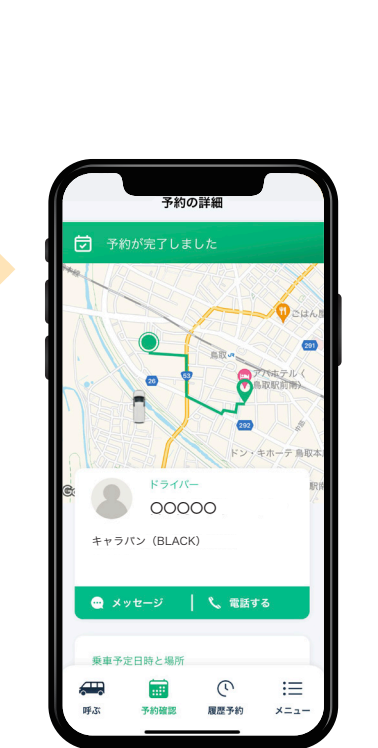 予約の詳細
予約が完了しました
ごはん屋
291
鳥取
アパホテル〈
鳥取駅前南〉
26
53
292
ドン・キホーテ 鳥取本
駅南
ドライバー
○○○○○
キャラバン（BLACK）
メッセージ
電話する
乗車予定日時と場所
呼ぶ
予約確認
履歴予約
メニュー